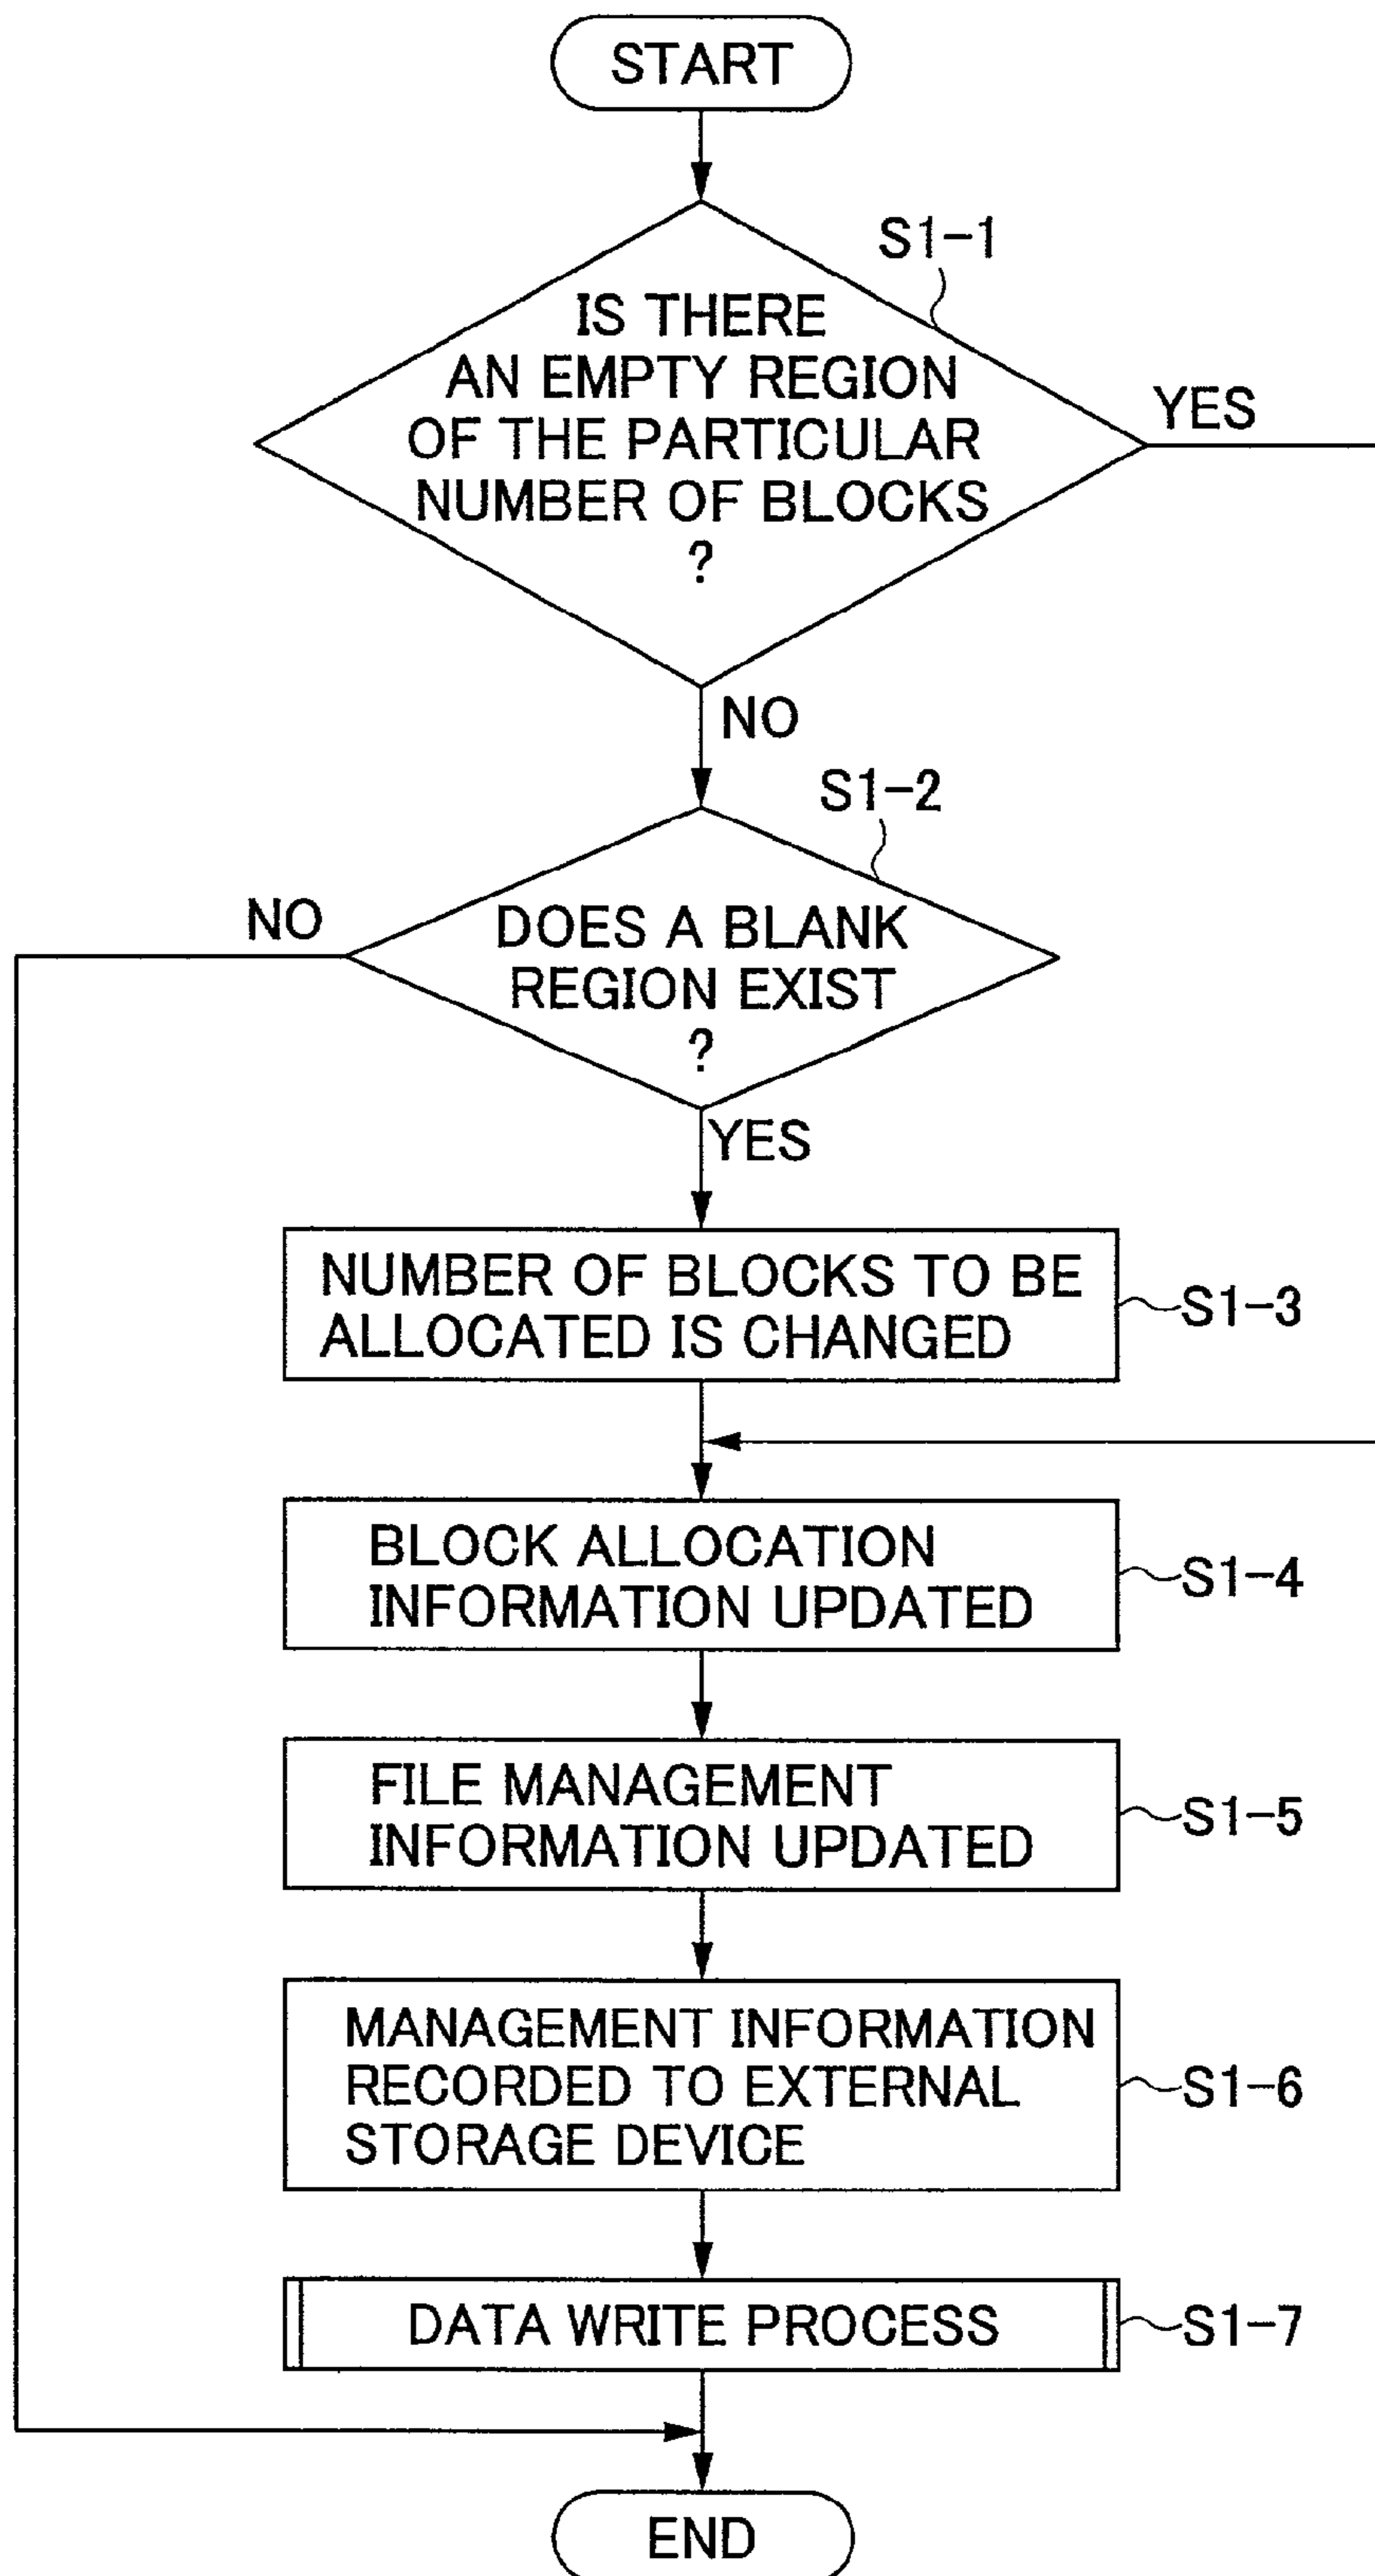 START
S1-1
IS THERE
AN EMPTY REGION
OF THE PARTICULAR
NUMBER OF BLOCKS
?
YES
NO
S1-2
NO
DOES A BLANK
REGION EXIST
?
YES
NUMBER OF BLOCKS TO BE
ALLOCATED IS CHANGED
S1-3
BLOCK ALLOCATION
INFORMATION UPDATED
S1-4
FILE MANAGEMENT
INFORMATION UPDATED
S1-5
MANAGEMENT INFORMATION
RECORDED TO EXTERNAL
STORAGE DEVICE
S1-6
DATA WRITE PROCESS
S1-7
END